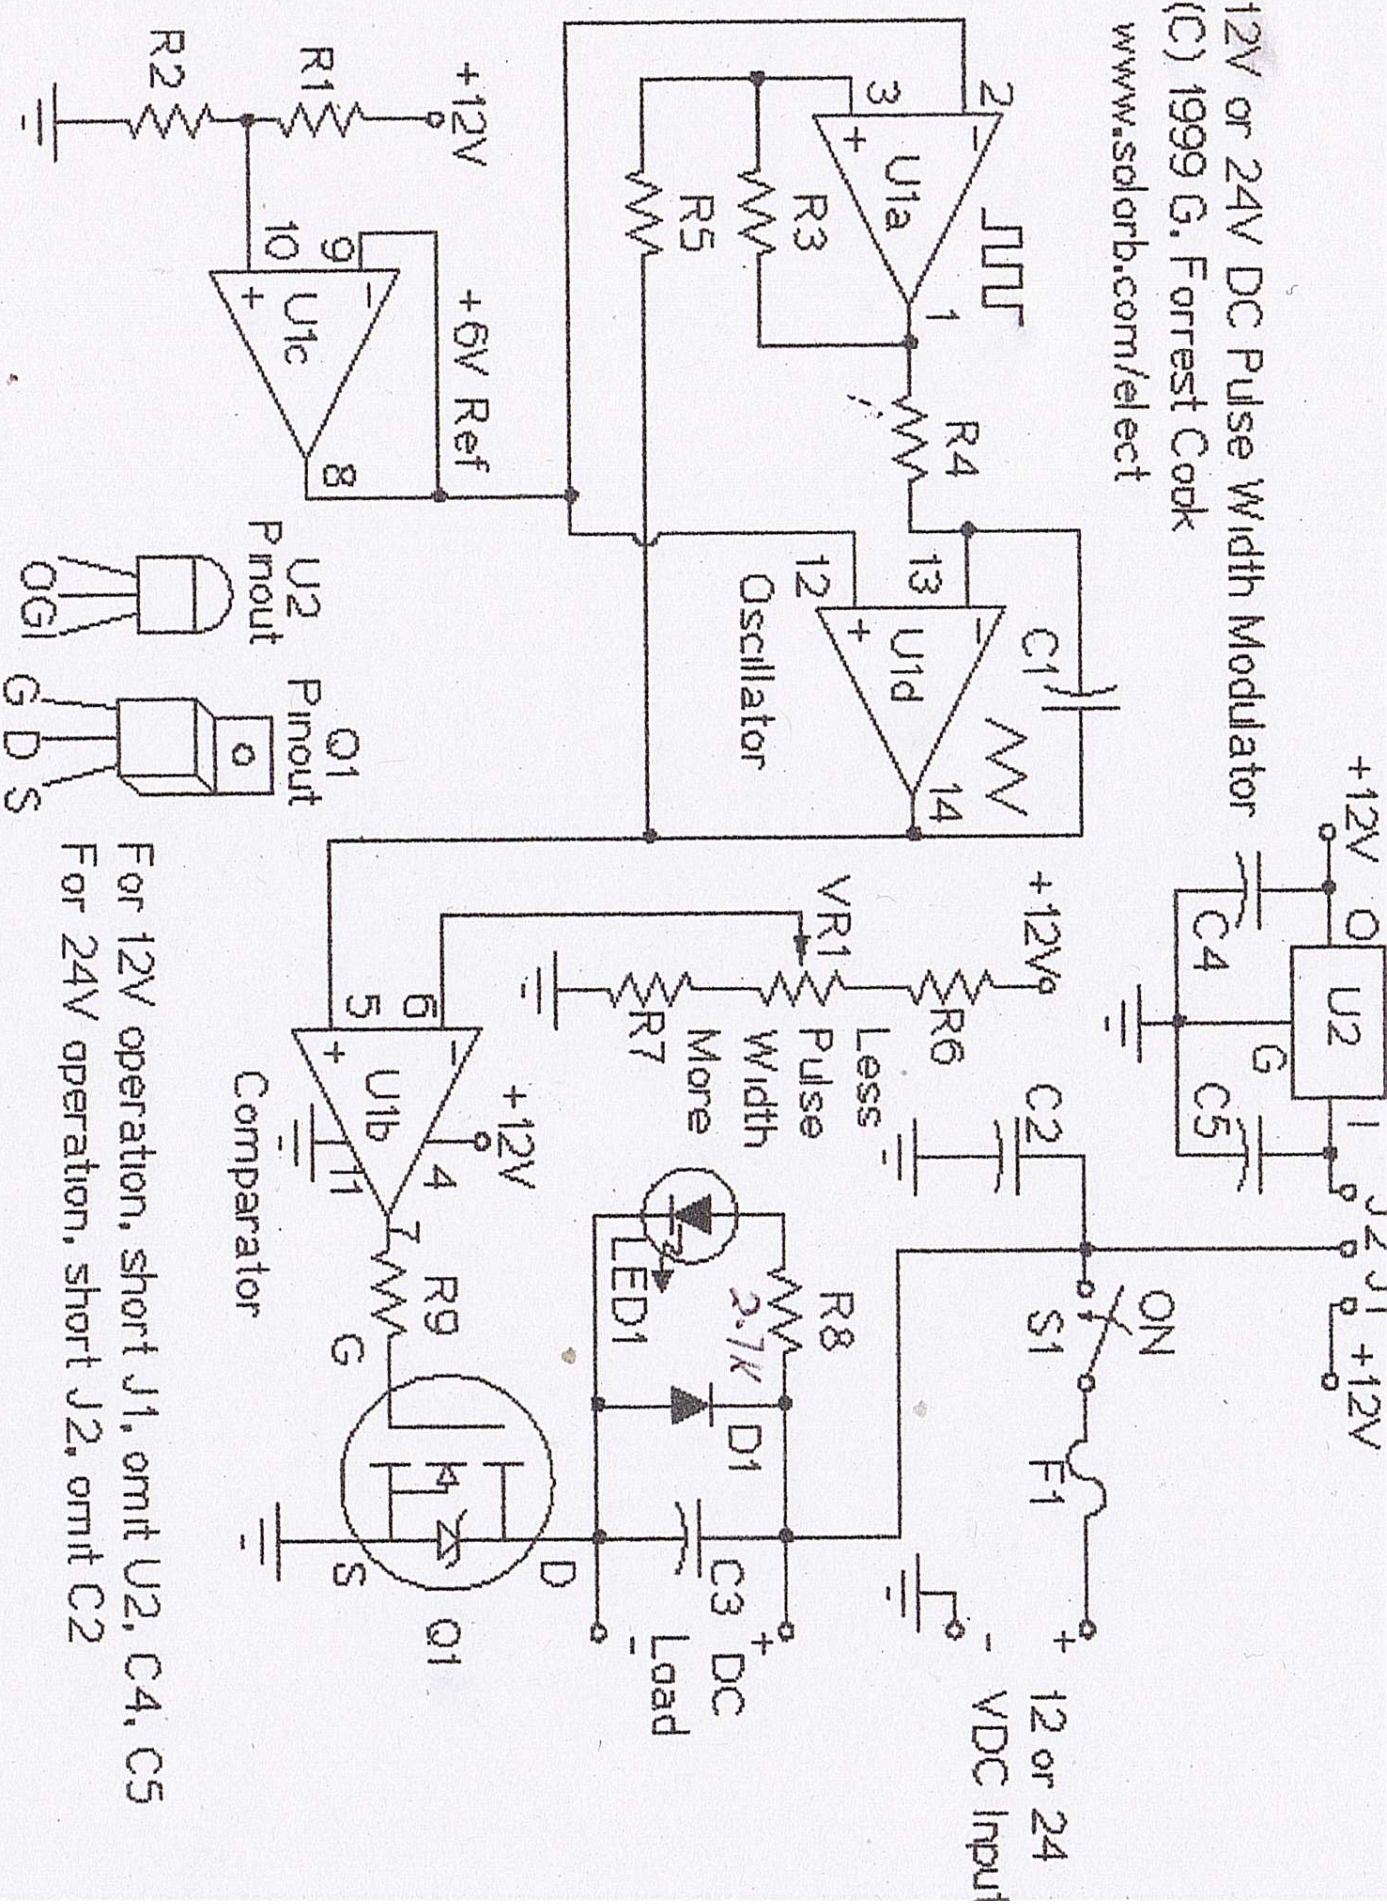 12V or 24V DC Pulse Width Modulator
(C) 1999 G. Forrest Cook
www.solorb.com/elect
+12V
O
U2
I
G
C4
C5
J2
J1
+12V
2
3
-
+
U1a
1
R3
R5
R4
13
12
-
+
U1d
14
C1
Oscillator
+12V
R6
VR1
Less
Pulse
Width
More
R7
C2
ON
S1
F1
+
-
12 or 24
VDC Input
+12V
R1
R2
9
10
-
+
U1c
8
+6V Ref
6
5
-
+
U1b
+12V
4
11
7
Comparator
R9
G
R8
2.7K
LED1
D1
C3
+
DC
Load
-
D
S
Q1
U2
Pinout
OGI
Q1
Pinout
G D S
For 12V operation, short J1, omit U2, C4, C5
For 24V operation, short J2, omit C2